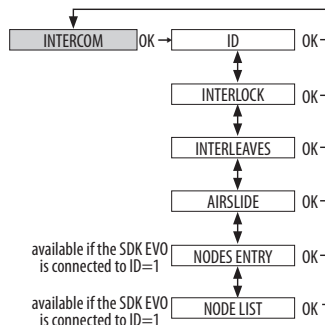 INTERCOM OK ID OK
INTERLOCK OK
INTERLEAVES OK
AIRSLIDE OK
available if the SDK EVO
is connected to ID=1
NODES ENTRY OK
available if the SDK EVO
is connected to ID=1
NODE LIST OK